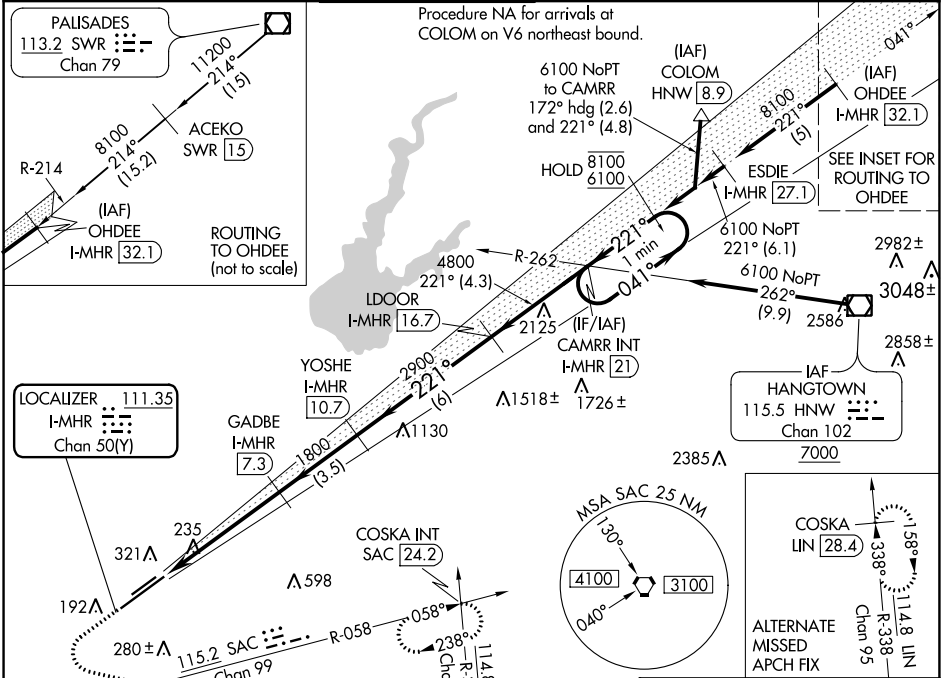 PALISADES
113.2 SWR
Chan 79
11200
214°
(15)
ACEKO
SWR 15
8100
214°
(15.2)
R-214
(IAF)
OHDEE
I-MHR 32.1
ROUTING
TO OHDEE
(not to scale)
Procedure NA for arrivals at
COLOM on V6 northeast bound.
6100 NoPT
to CAMRR
172° hdg (2.6)
and 221° (4.8)
(IAF)
COLOM
HNW 8.9
041°
(IAF)
OHDEE
I-MHR 32.1
8100
221°
(5)
HOLD 8100
6100
ESDIE
I-MHR 27.1
SEE INSET FOR
ROUTING TO
OHDEE
6100 NoPT
221° (6.1)
221°
1 min
041°
R-262
6100 NoPT
262°
(9.9)
2982±
3048±
2586
2858±
4800
221° (4.3)
LDOOR
I-MHR 16.7
2125
(IF/IAF)
CAMRR INT
I-MHR 21
IAF
HANGTOWN
115.5 HNW
Chan 102
7000
2900
221°
(6)
YOSHE
I-MHR
10.7
1518±
1726±
1130
LOCALIZER 111.35
I-MHR
Chan 50(Y)
GADBE
I-MHR
7.3
1800
(3.5)
2385
MSA SAC 25 NM
130°
4100
3100
040°
COSKA
LIN 28.4
158°
338°
R-338
114.8 LIN
Chan 95
ALTERNATE
MISSED
APCH FIX
235
321
192
280±
598
COSKA INT
SAC 24.2
115.2 SAC
Chan 99
R-058
058°
238°
114.8